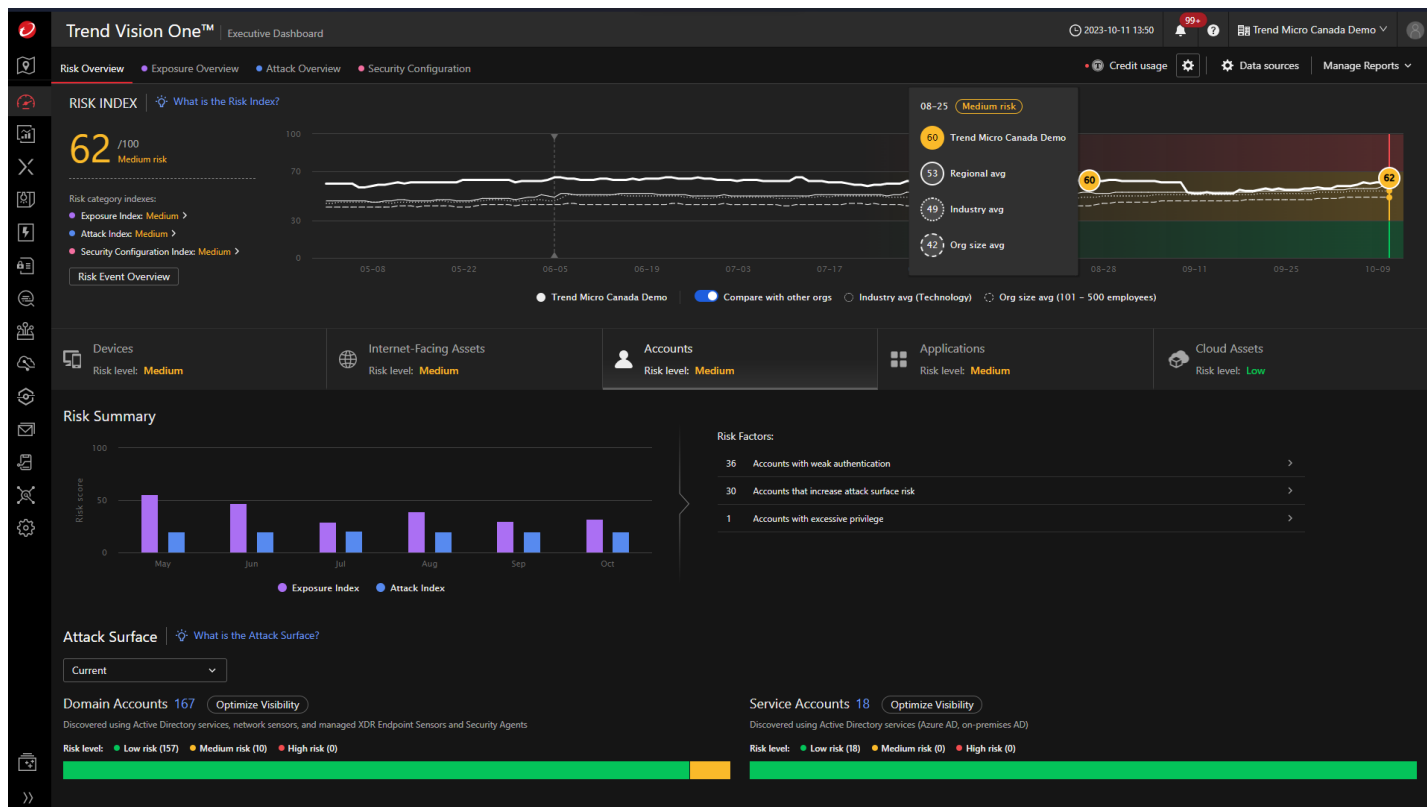 Trend Vision One™ Executive Dashboard
2023-10-11 13:50
99+
?
Trend Micro Canada Demo
Risk Overview
Exposure Overview
Attack Overview
Security Configuration
Credit usage
Data sources
Manage Reports
RISK INDEX
What is the Risk Index?
62 /100
Medium risk
Risk category indexes:
Exposure Index: Medium >
Attack Index: Medium >
Security Configuration Index: Medium >
Risk Event Overview
100
70
30
0
05-08 05-22 06-05 06-19 07-03 07-17 08-28 09-11 09-25 10-09
60
62
08-25 Medium risk
60 Trend Micro Canada Demo
53 Regional avg
49 Industry avg
42 Org size avg
Trend Micro Canada Demo
Compare with other orgs
Industry avg (Technology)
Org size avg (101 – 500 employees)
Devices
Risk level: Medium
Internet-Facing Assets
Risk level: Medium
Accounts
Risk level: Medium
Applications
Risk level: Medium
Cloud Assets
Risk level: Low
Risk Summary
Risk score
100
50
0
May Jun Jul Aug Sep Oct
Exposure Index
Attack Index
Risk Factors:
36 Accounts with weak authentication
30 Accounts that increase attack surface risk
1 Accounts with excessive privilege
Attack Surface
What is the Attack Surface?
Current
Domain Accounts 167 Optimize Visibility
Discovered using Active Directory services, network sensors, and managed XDR Endpoint Sensors and Security Agents
Risk level: Low risk (157) Medium risk (10) High risk (0)
Service Accounts 18 Optimize Visibility
Discovered using Active Directory services (Azure AD, on-premises AD)
Risk level: Low risk (18) Medium risk (0) High risk (0)